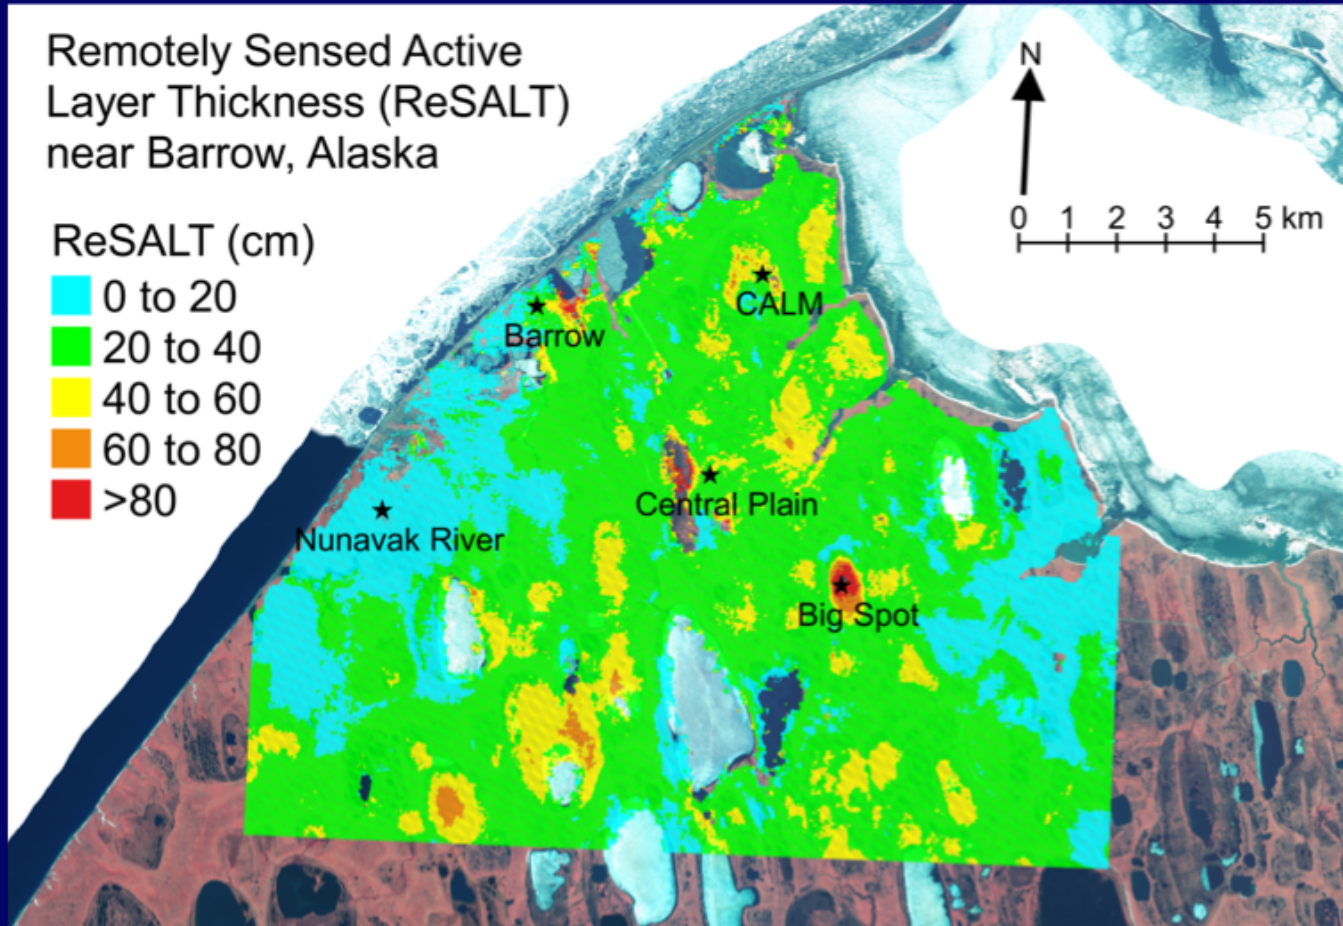 Remotely Sensed Active
Layer Thickness (ReSALT)
near Barrow, Alaska
N
0 1 2 3 4 5 km
ReSALT (cm)
0 to 20
20 to 40
40 to 60
60 to 80
>80
CALM
Barrow
Central Plain
Nunavak River
Big Spot